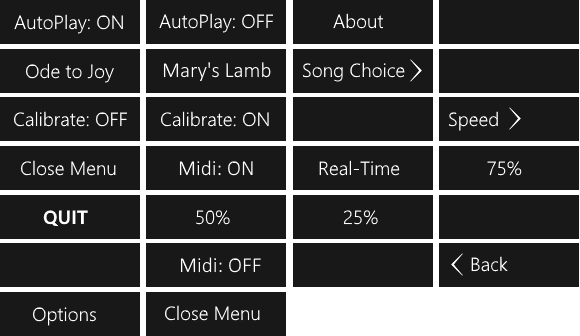 AutoPlay: ON
AutoPlay: OFF
About
Ode to Joy
Mary's Lamb
Song Choice >
Calibrate: OFF
Calibrate: ON
Speed >
Close Menu
Midi: ON
Real-Time
75%
QUIT
50%
25%
Midi: OFF
< Back
Options
Close Menu